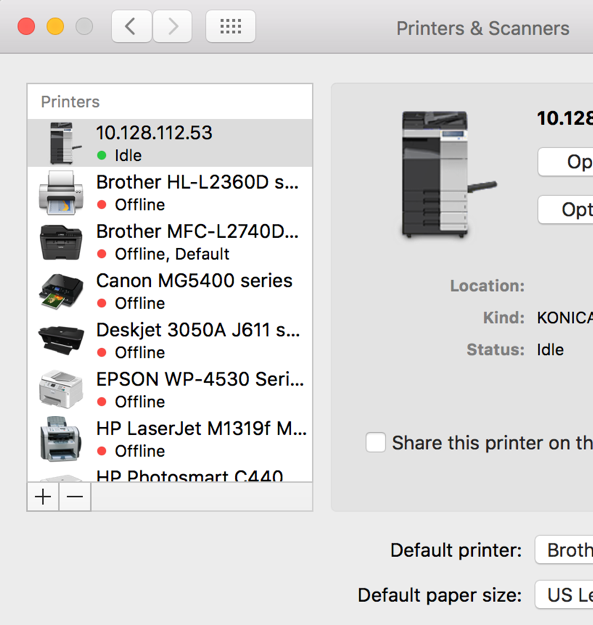 Printers & Scanners
Printers
10.128.112.53
Idle
Brother HL-L2360D s...
Offline
Brother MFC-L2740D...
Offline, Default
Canon MG5400 series
Offline
Deskjet 3050A J611 s...
Offline
EPSON WP-4530 Seri...
Offline
HP LaserJet M1319f M...
Offline
HP Photosmart C440
+ −
10.128
Op
Opt
Location:
Kind: KONICA
Status: Idle
Share this printer on th
Default printer: Broth
Default paper size: US Le